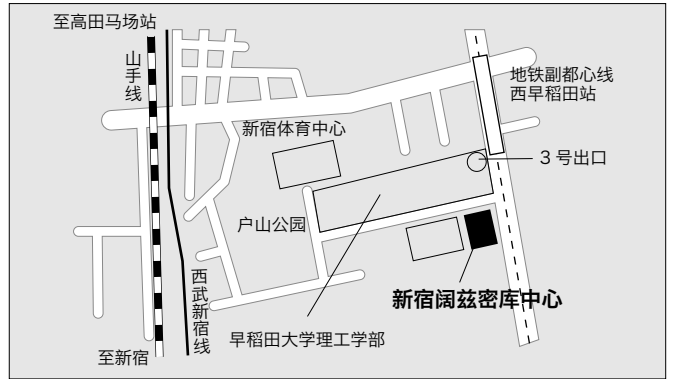 至高田马场站
山手线
地铁副都心线
西早稻田站
新宿体育中心
3 号出口
户山公园
西武新宿线
新宿阔兹密库中心
早稻田大学理工学部
至新宿